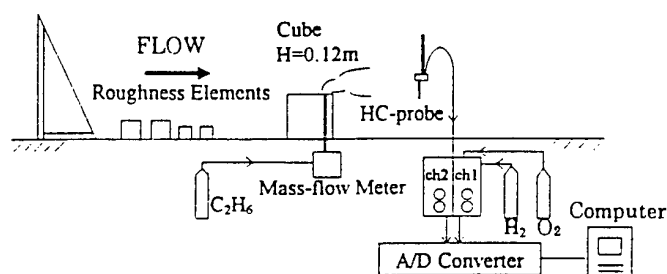 FLOW
Roughness Elements
Cube
H=0.12m
HC-probe
C₂H₆
Mass-flow Meter
ch2 ch1
H₂
O₂
Computer
A/D Converter